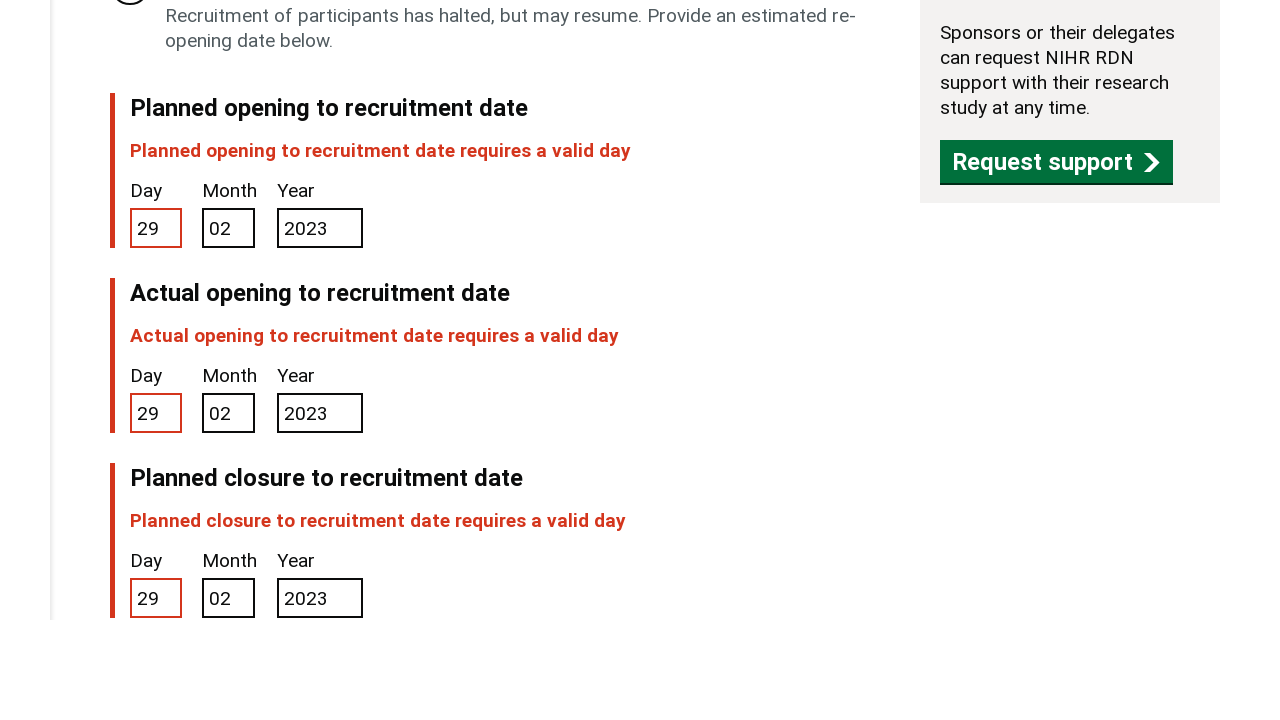 Recruitment of participants has halted, but may resume. Provide an estimated re-
opening date below.
Planned opening to recruitment date
Planned opening to recruitment date requires a valid day
Day Month Year
29 02 2023
Actual opening to recruitment date
Actual opening to recruitment date requires a valid day
Day Month Year
29 02 2023
Planned closure to recruitment date
Planned closure to recruitment date requires a valid day
Day Month Year
29 02 2023
Sponsors or their delegates
can request NIHR RDN
support with their research
study at any time.
Request support